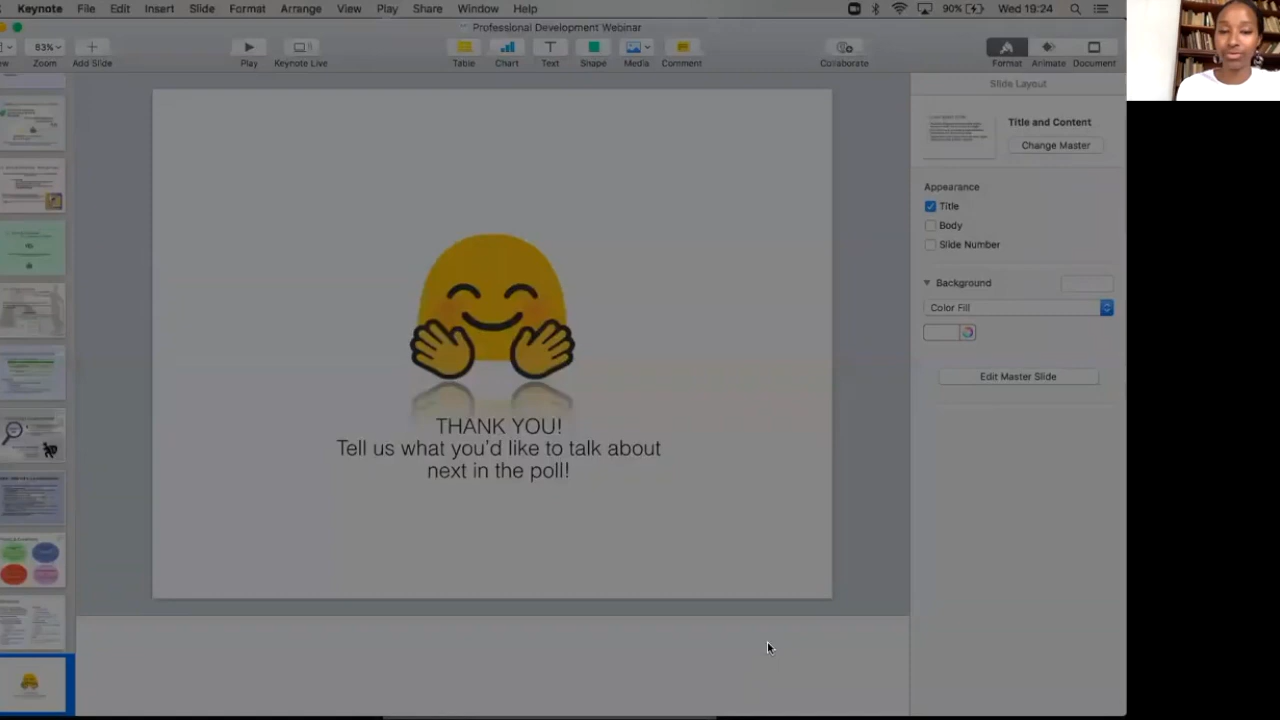 Keynote File Edit Insert Slide Format Arrange View Play Share Window Help 90% Wed 19:24
Professional Development Webinar
83%
Zoom Add Slide Play Keynote Live Table Chart Text Shape Media Comment Collaborate Format Animate Document
Slide Layout
Title and Content
Change Master
Appearance
Title
Body
Slide Number
Background
Color Fill
Edit Master Slide
THANK YOU!
Tell us what you'd like to talk about
next in the poll!